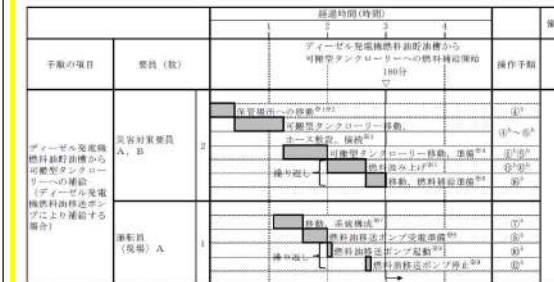 経過時間(時間)
1 2 3 4
ディーゼル発電機燃料油貯油槽から
可搬型タンクローリーへの燃料補給開始
180分
▽
手順の項目 要員(数) 操作手順
ディーゼル発電機
燃料油貯油槽から
可搬型タンクロー
リーへの補給
(ディーゼル発電
機燃料油移送ポン
プにより補給する
場合)
災害対策要員
A、B
2
保管場所への移動
可搬型タンクローリー移動、
ホース敷設、接続
可搬型タンクローリー移動、準備
燃料汲み上げ
移動、燃料補給準備
繰り返し
運転員
(現場)A
1
移動、系統構成
燃料油移送ポンプ受電準備
燃料油移送ポンプ起動
燃料油移送ポンプ停止
繰り返し